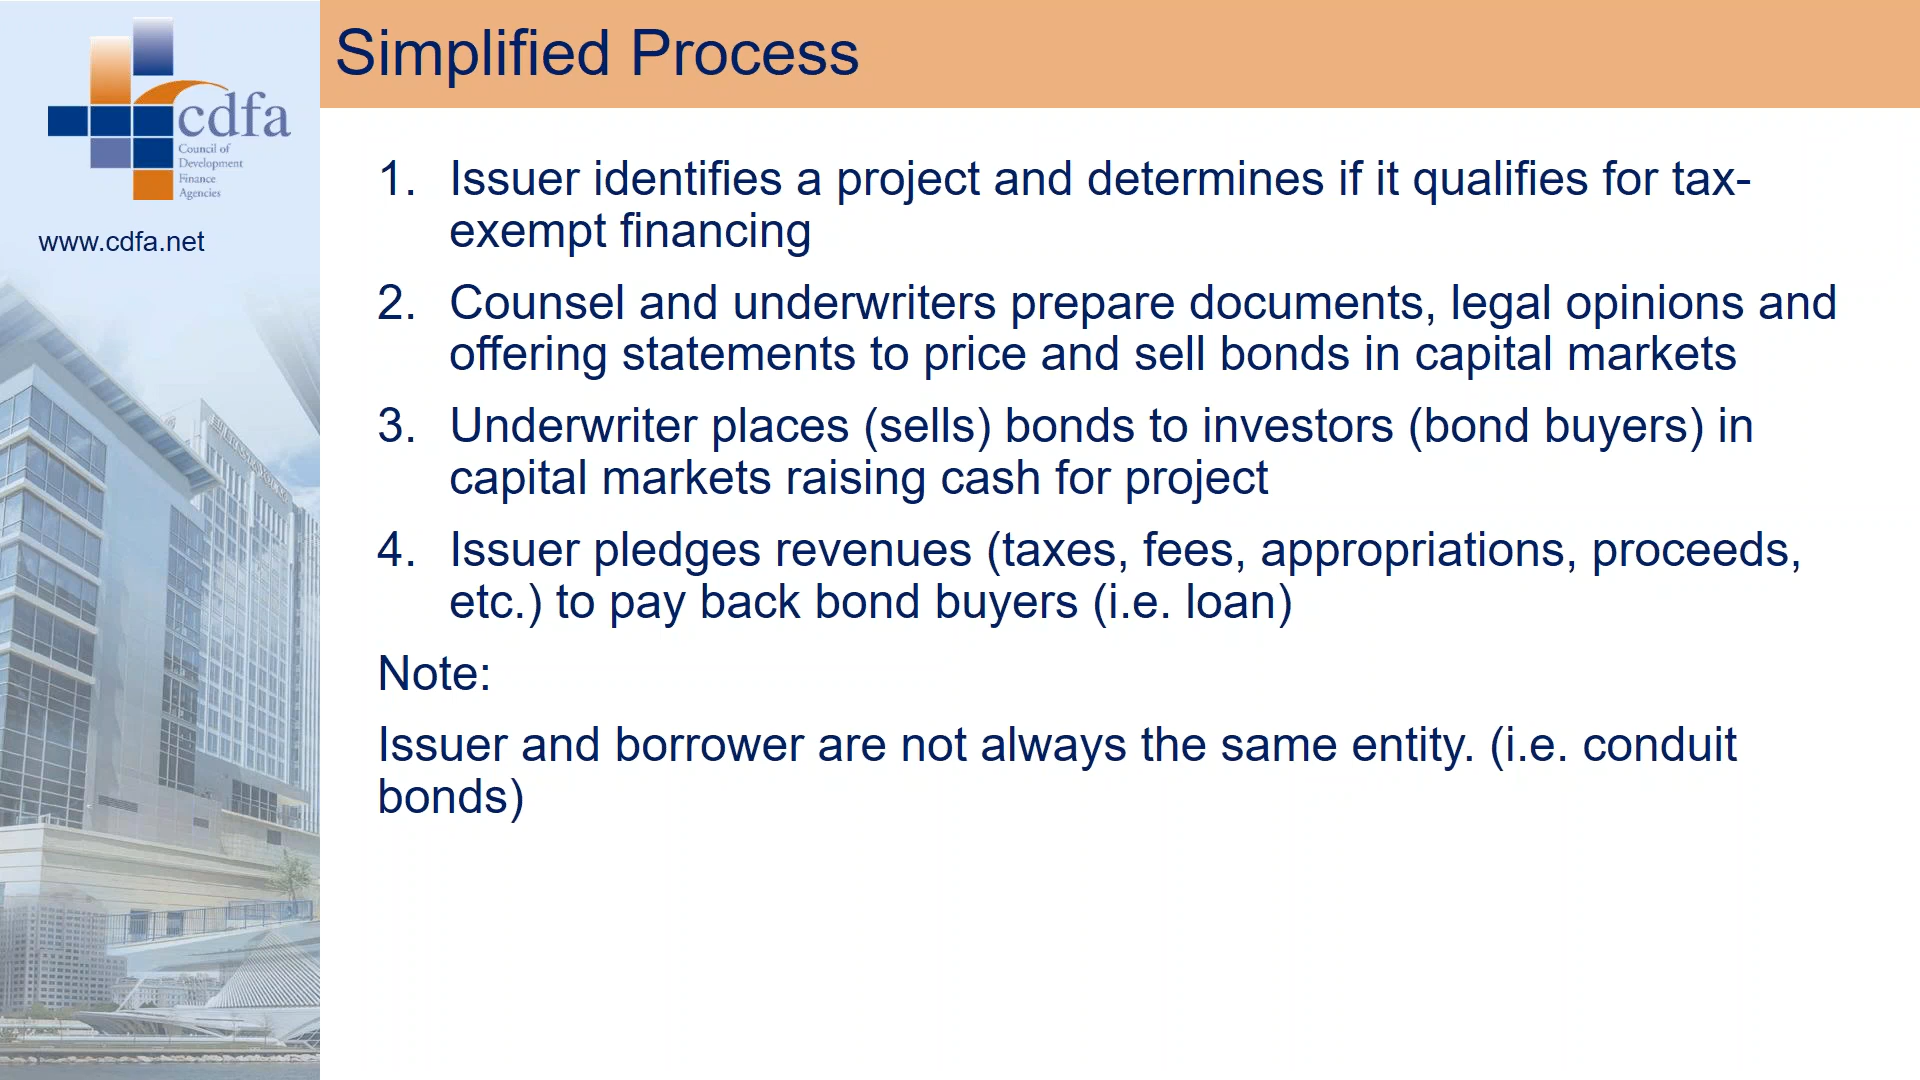 Simplified Process
cdfa
Council of
Development
Finance
Agencies
www.cdfa.net
1. Issuer identifies a project and determines if it qualifies for tax-
exempt financing
2. Counsel and underwriters prepare documents, legal opinions and
offering statements to price and sell bonds in capital markets
3. Underwriter places (sells) bonds to investors (bond buyers) in
capital markets raising cash for project
4. Issuer pledges revenues (taxes, fees, appropriations, proceeds,
etc.) to pay back bond buyers (i.e. loan)
Note:
Issuer and borrower are not always the same entity. (i.e. conduit
bonds)